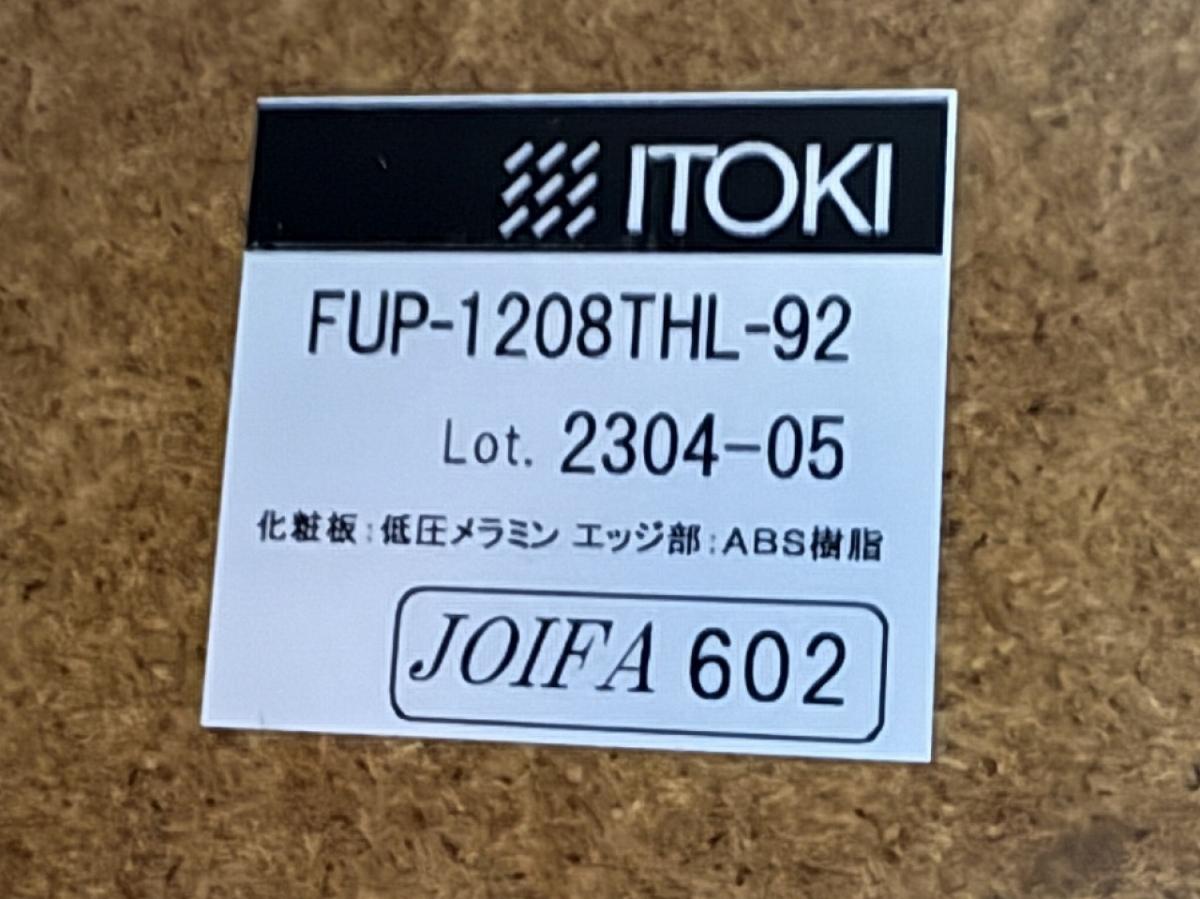 ITOKI
FUP-1208THL-92
Lot. 2304-05
化粧板:低圧メラミン エッジ部:ABS樹脂
JOIFA 602